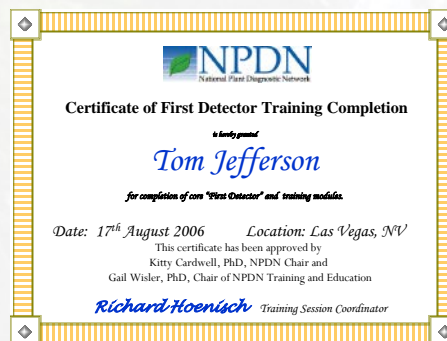 NPDN
National Plant Diagnostic Network
Certificate of First Detector Training Completion
is hereby granted
Tom Jefferson
for completion of core "First Detector" and training modules.
Date: 17th August 2006 Location: Las Vegas, NV
This certificate has been approved by
Kitty Cardwell, PhD, NPDN Chair and
Gail Wisler, PhD, Chair of NPDN Training and Education
Richard Hoenisch Training Session Coordinator